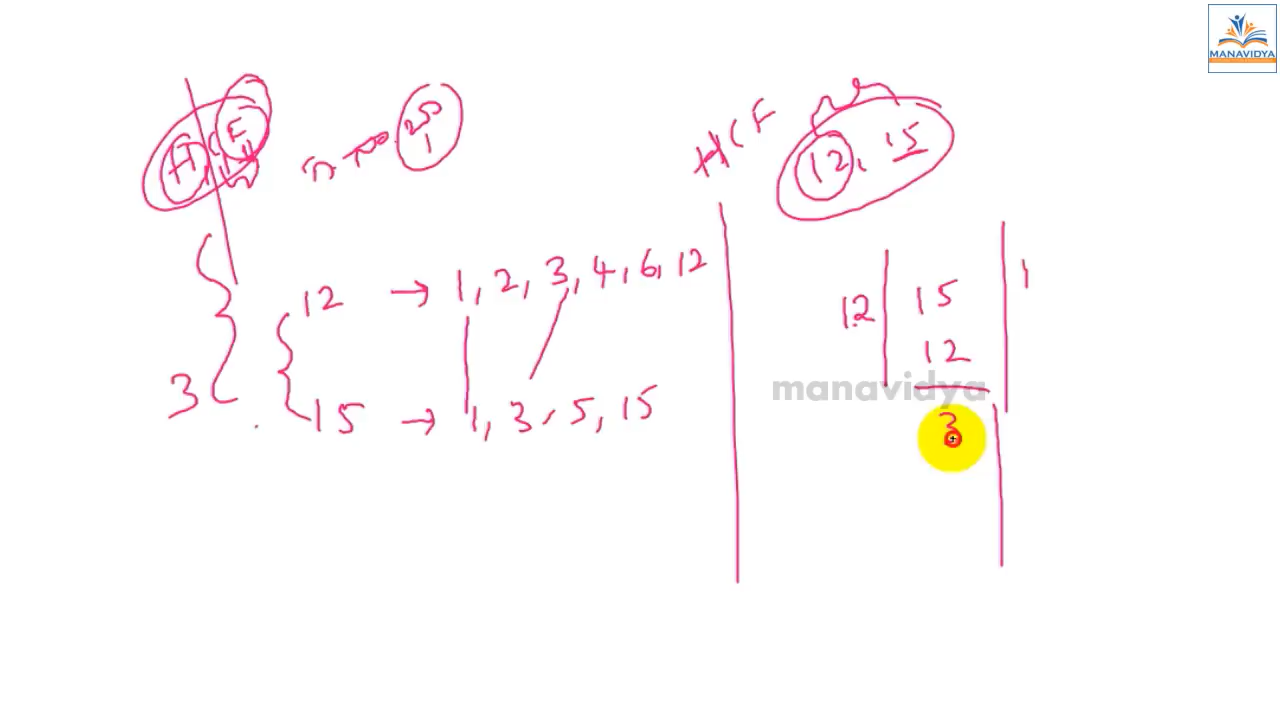 MANAVIDYA
HCF
12, 15
12 → 1, 2, 3, 4, 6, 12
15 → 1, 3, 5, 15
3
12 15 1
12
manavidya
3